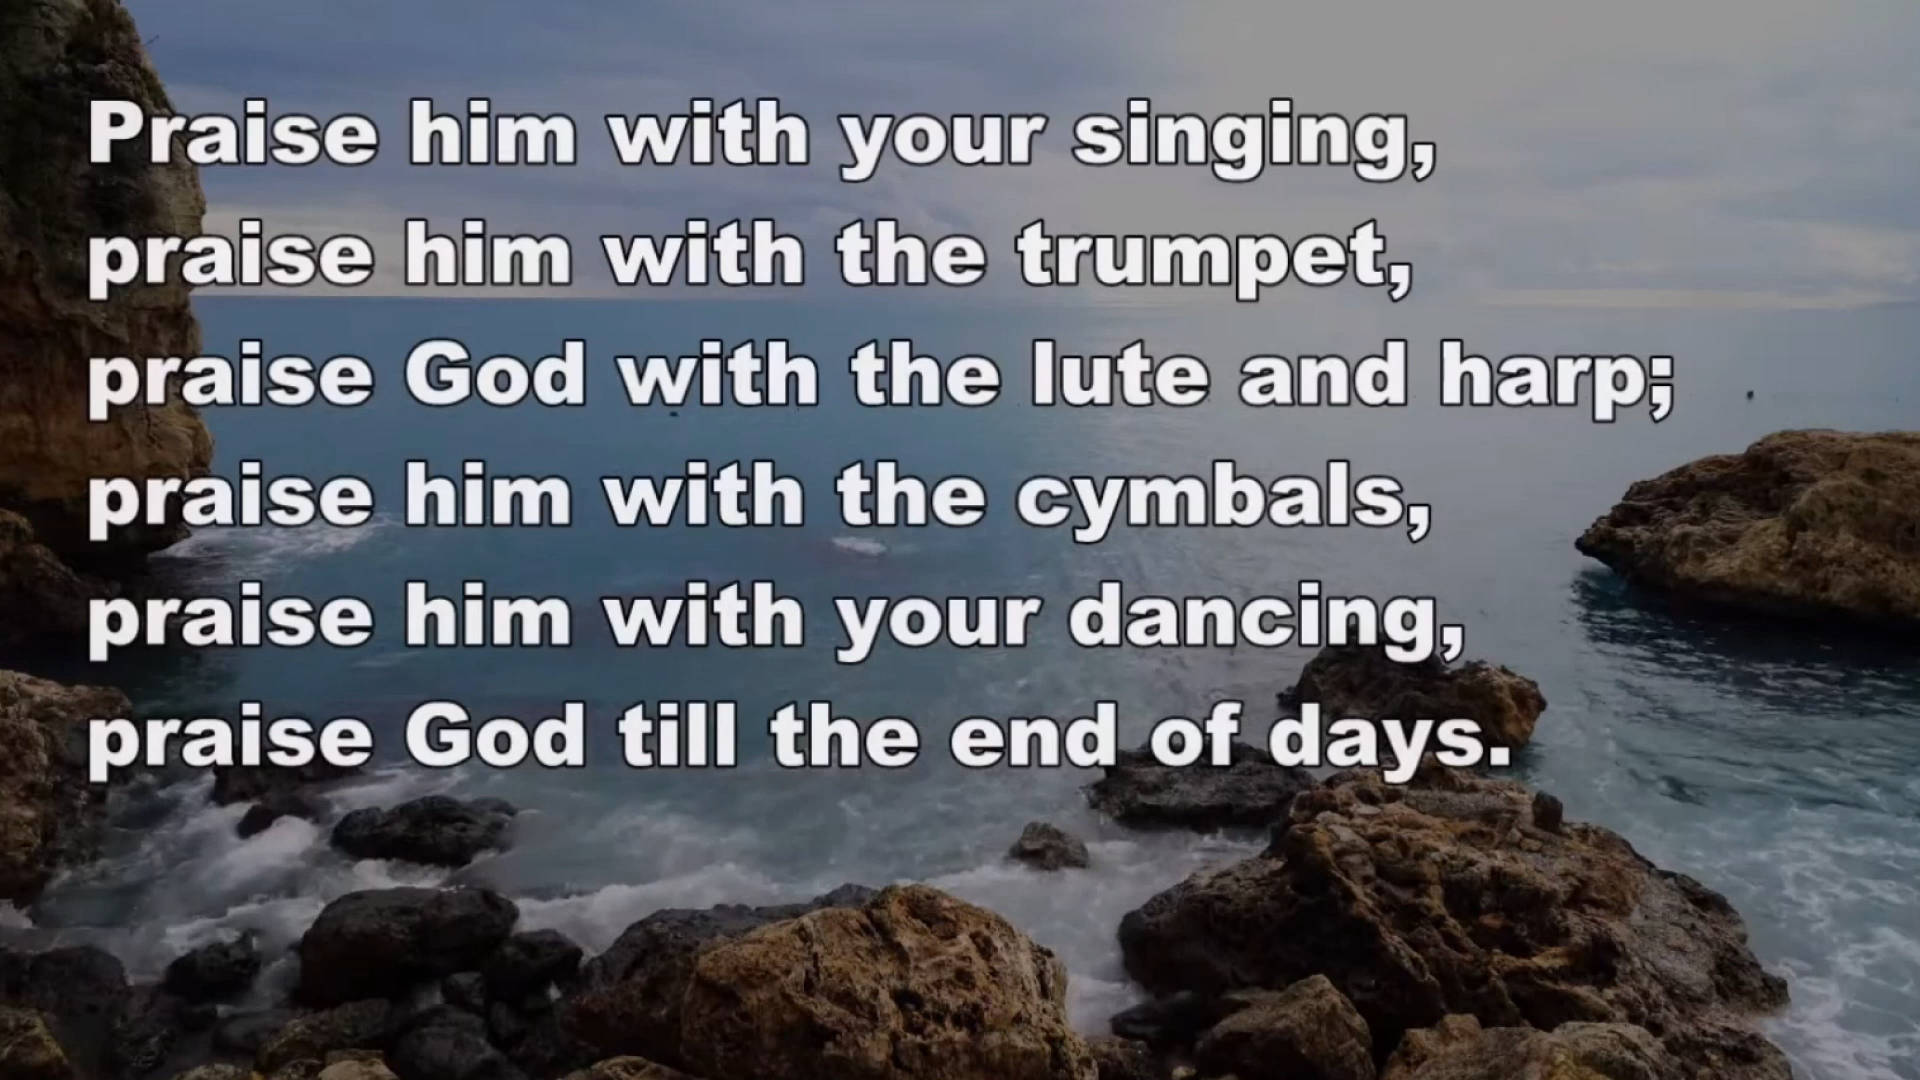 Praise him with your singing,
praise him with the trumpet,
praise God with the lute and harp;
praise him with the cymbals,
praise him with your dancing,
praise God till the end of days.